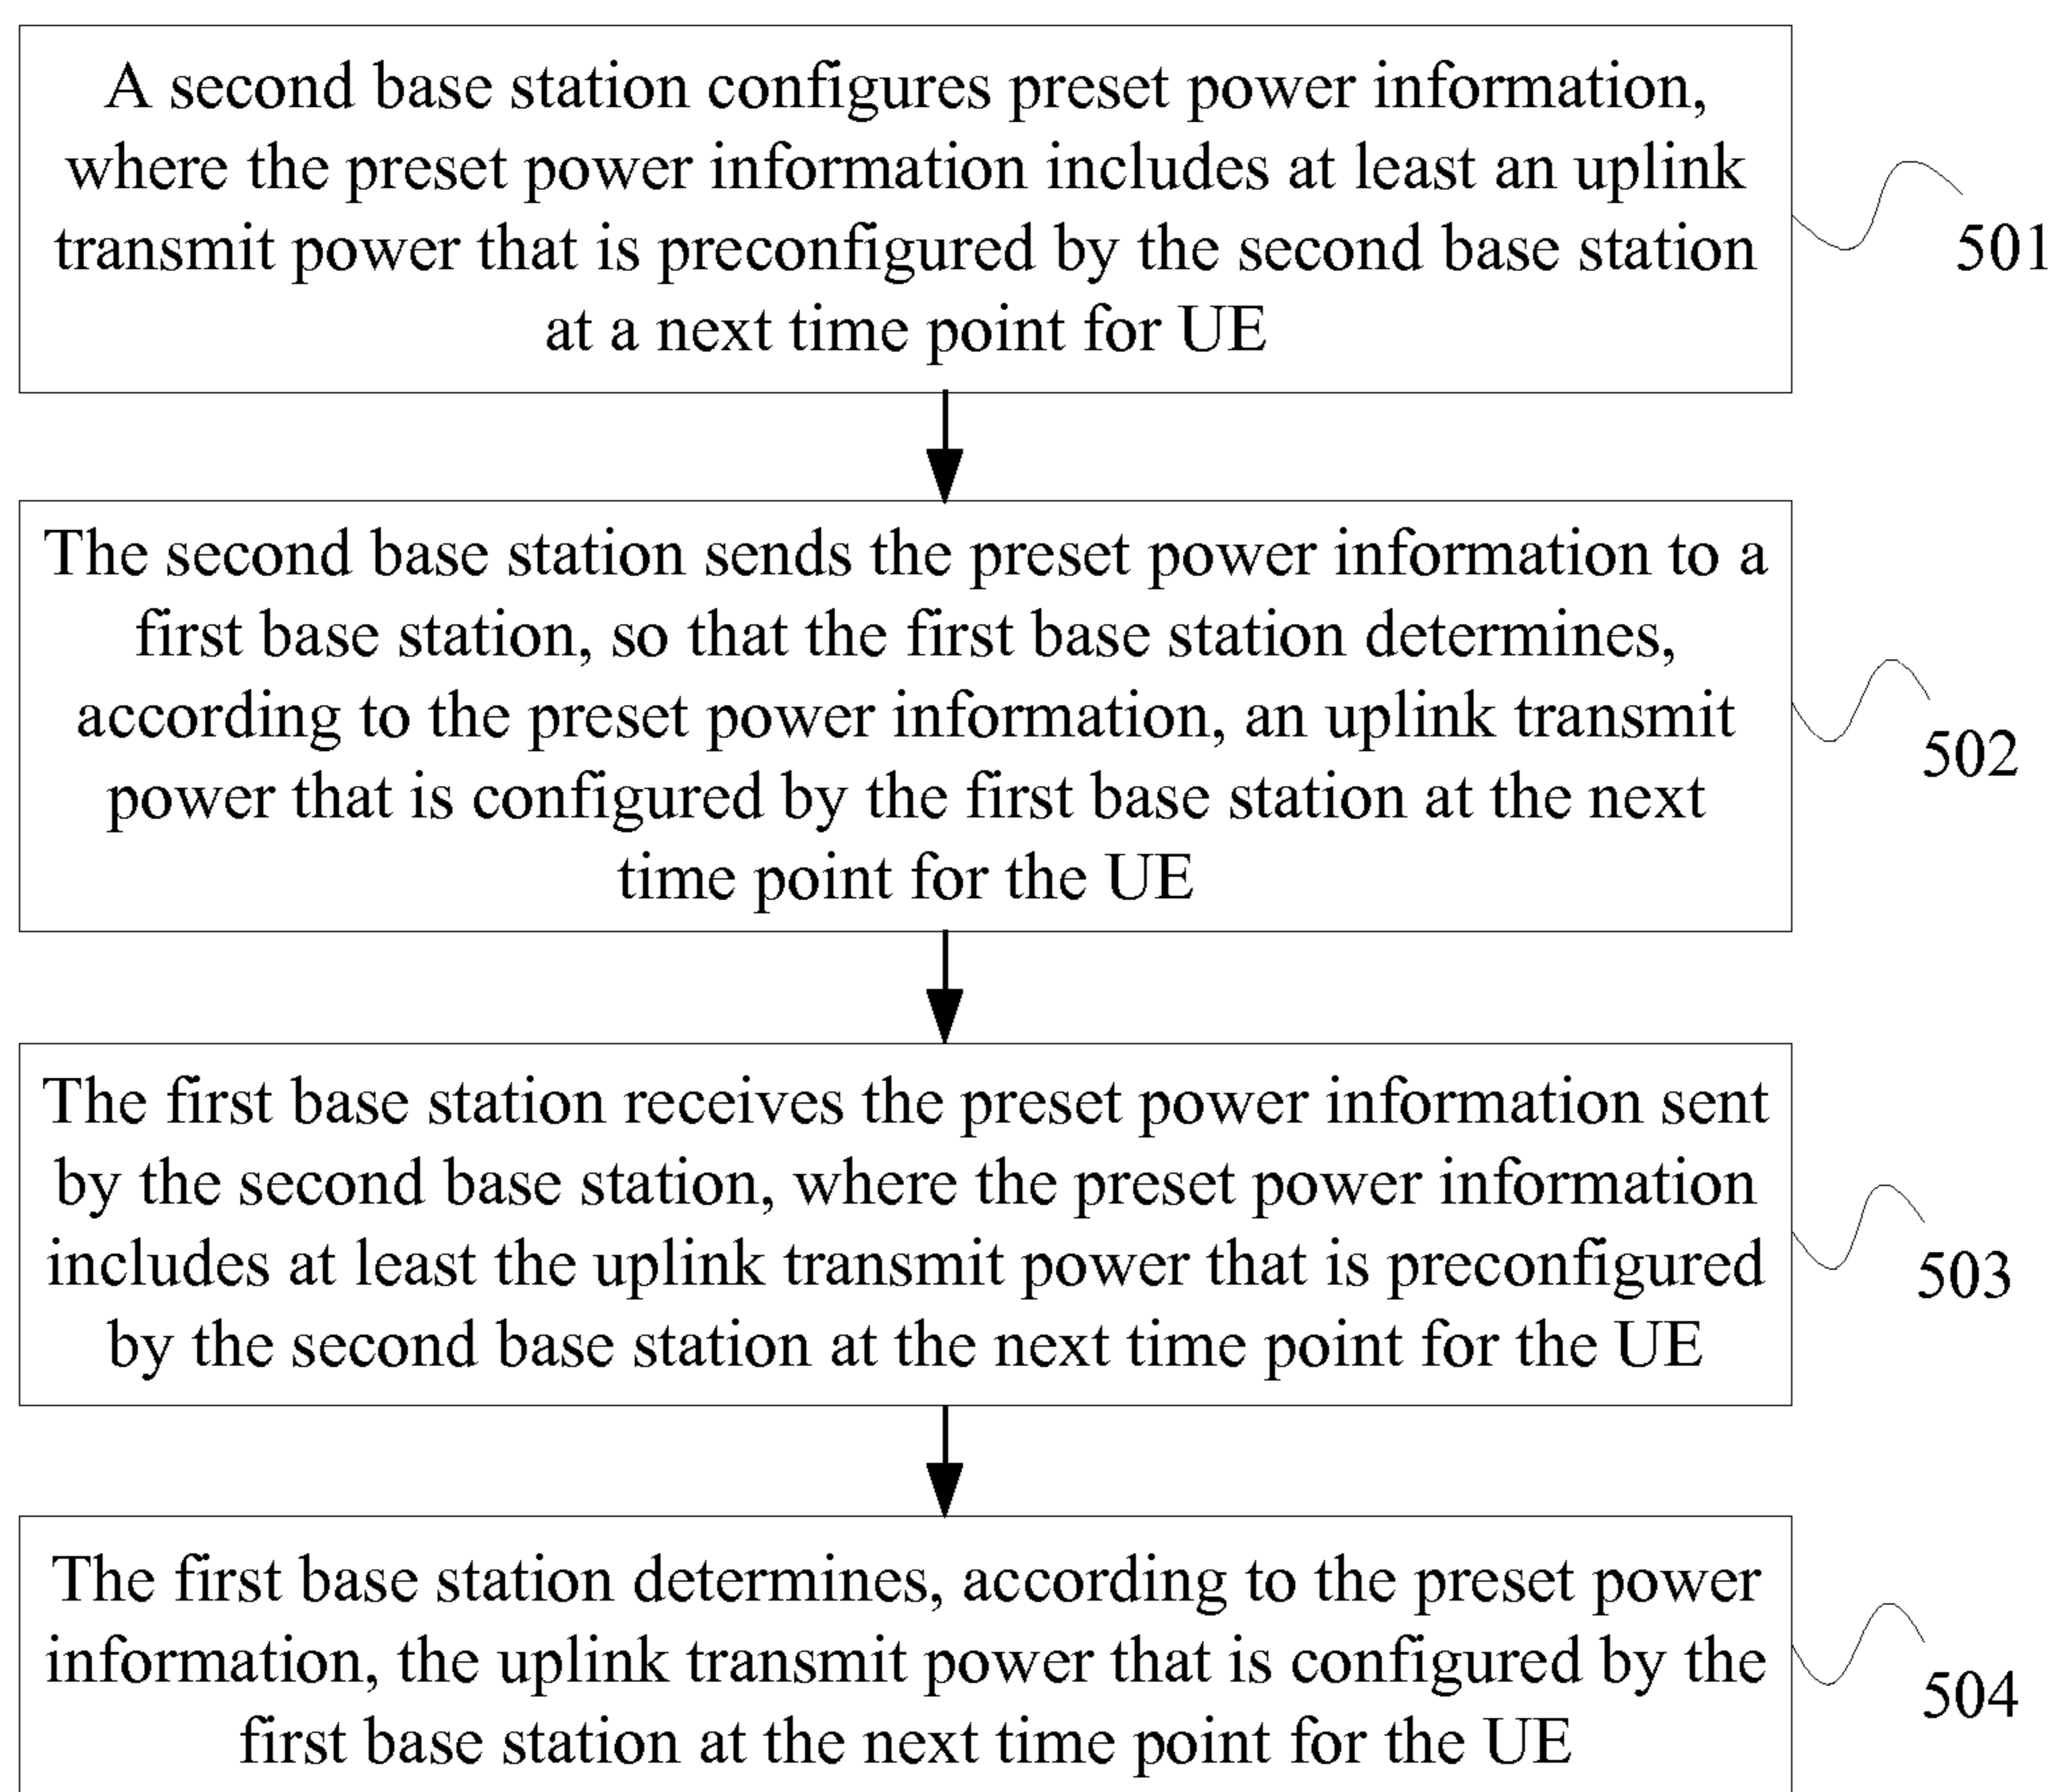 A second base station configures preset power information,
where the preset power information includes at least an uplink
transmit power that is preconfigured by the second base station
at a next time point for UE
501
The second base station sends the preset power information to a
first base station, so that the first base station determines,
according to the preset power information, an uplink transmit
power that is configured by the first base station at the next
time point for the UE
502
The first base station receives the preset power information sent
by the second base station, where the preset power information
includes at least the uplink transmit power that is preconfigured
by the second base station at the next time point for the UE
503
The first base station determines, according to the preset power
information, the uplink transmit power that is configured by the
first base station at the next time point for the UE
504